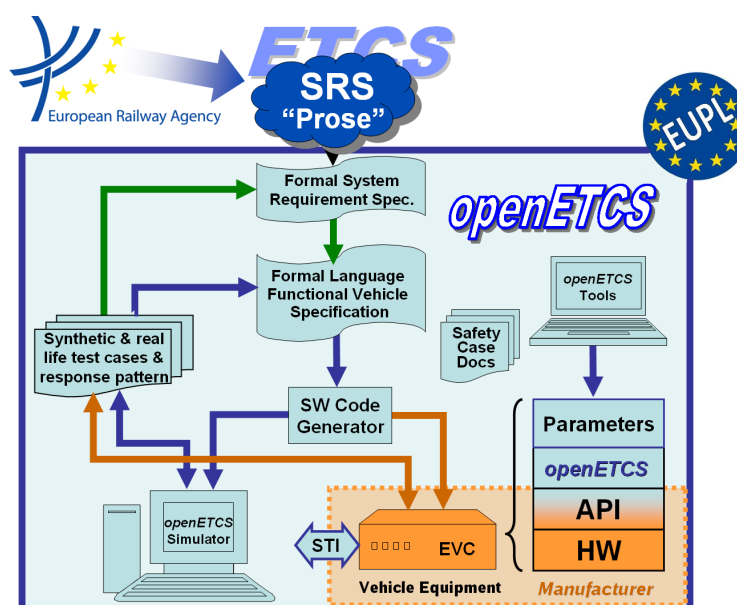 ETCS
SRS
“Prose”
European Railway Agency
EUPL
Formal System
Requirement Spec.
openETCS
Formal Language
Functional Vehicle
Specification
openETCS
Tools
Synthetic & real
life test cases &
response pattern
Safety
Case
Docs
SW Code
Generator
Parameters
openETCS
API
HW
openETCS
Simulator
STI
EVC
Vehicle Equipment
Manufacturer